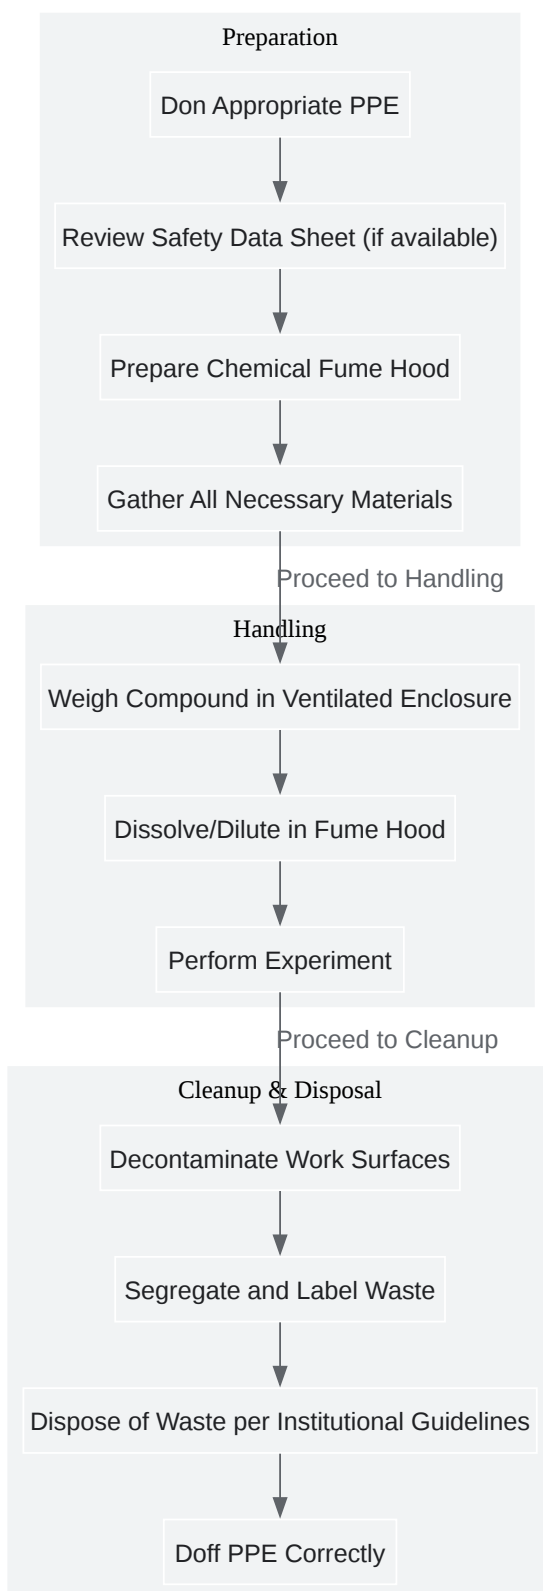 Preparation
Don Appropriate PPE
Review Safety Data Sheet (if available)
Prepare Chemical Fume Hood
Gather All Necessary Materials
Proceed to Handling
Handling
Weigh Compound in Ventilated Enclosure
Dissolve/Dilute in Fume Hood
Perform Experiment
Proceed to Cleanup
Cleanup & Disposal
Decontaminate Work Surfaces
Segregate and Label Waste
Dispose of Waste per Institutional Guidelines
Doff PPE Correctly